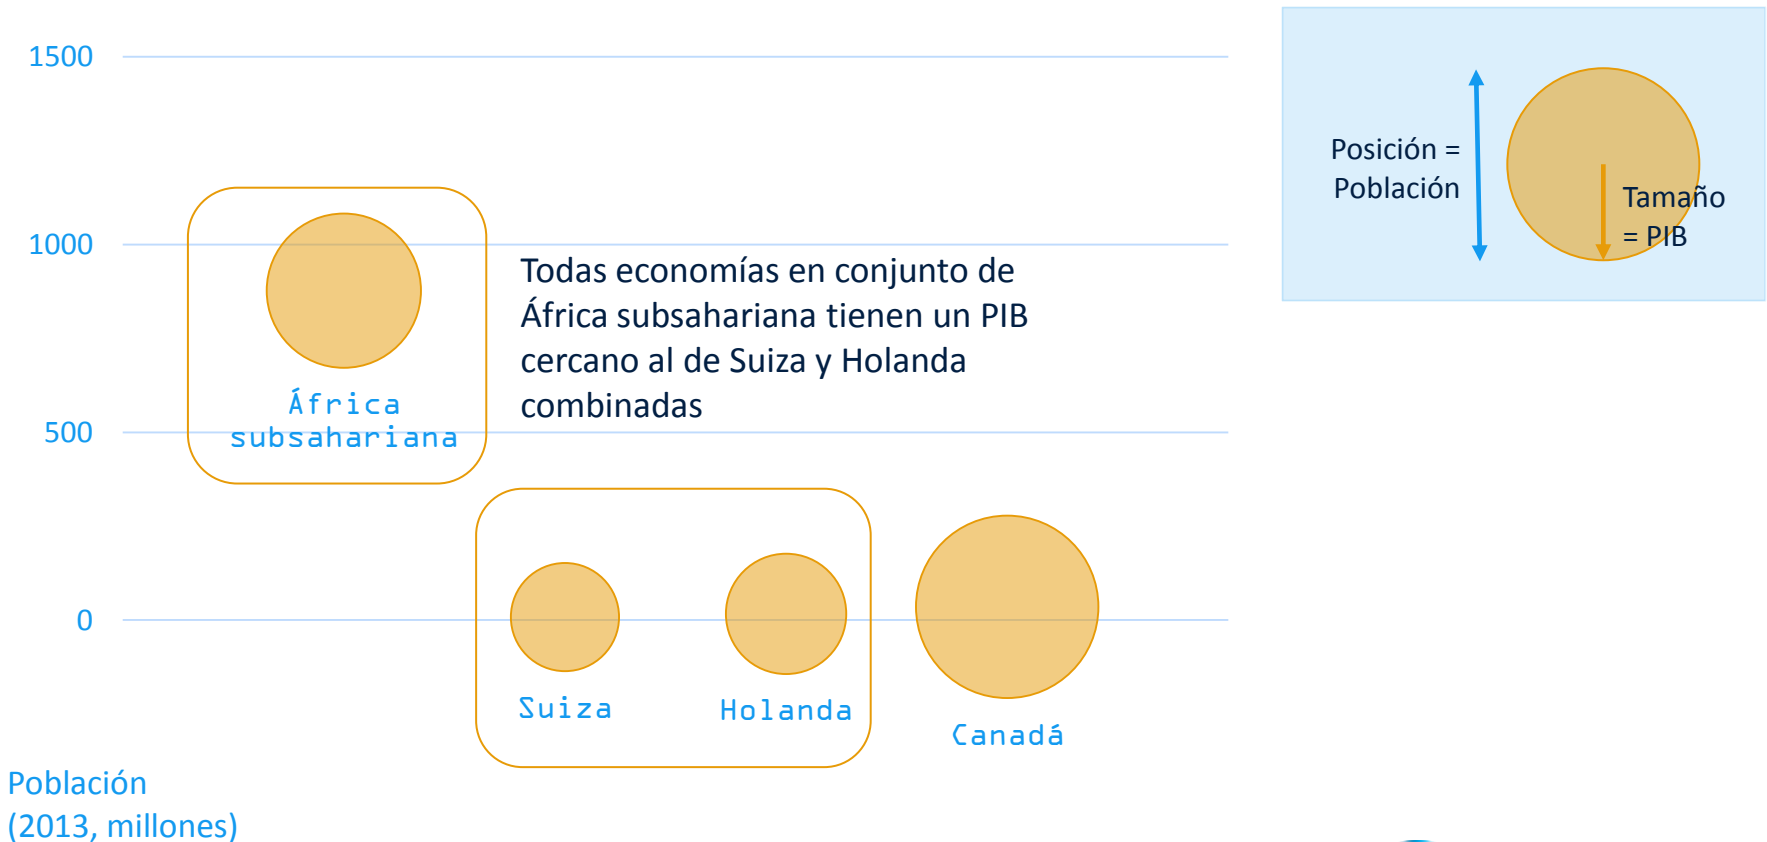 1500
1000
500
0
África
subsahariana
Todas economías en conjunto de
África subsahariana tienen un PIB
cercano al de Suiza y Holanda
combinadas
Suiza
Holanda
Canadá
Población
(2013, millones)
Posición =
Población
Tamaño
= PIB